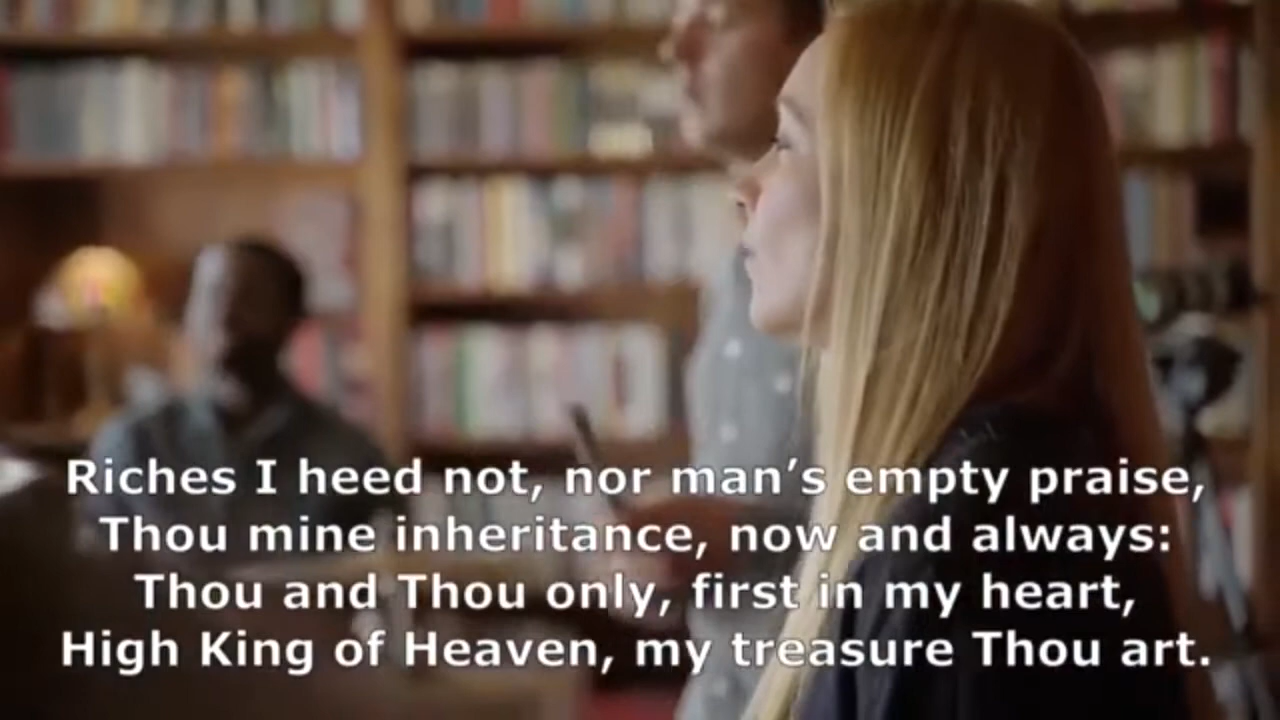 Riches I heed not, nor man’s empty praise,
Thou mine inheritance, now and always:
Thou and Thou only, first in my heart,
High King of Heaven, my treasure Thou art.